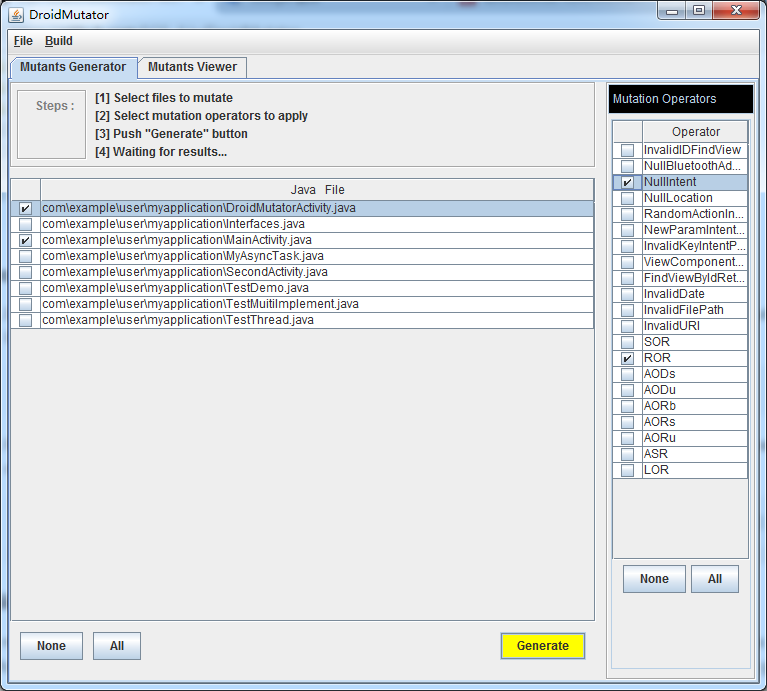 DroidMutator
File Build
Mutants Generator Mutants Viewer
Steps :
[1] Select files to mutate
[2] Select mutation operators to apply
[3] Push "Generate" button
[4] Waiting for results...
Java File
com\example\user\myapplication\DroidMutatorActivity.java
com\example\user\myapplication\Interfaces.java
com\example\user\myapplication\MainActivity.java
com\example\user\myapplication\MyAsyncTask.java
com\example\user\myapplication\SecondActivity.java
com\example\user\myapplication\TestDemo.java
com\example\user\myapplication\TestMuitiImplement.java
com\example\user\myapplication\TestThread.java
None All Generate
Mutation Operators
Operator
InvalidIDFindView
NullBluetoothAd...
NullIntent
NullLocation
RandomActionIn...
NewParamIntent...
InvalidKeyIntentP...
ViewComponent...
FindViewByIdRet...
InvalidDate
InvalidFilePath
InvalidURI
SOR
ROR
AODs
AODu
AORb
AORs
AORu
ASR
LOR
None All